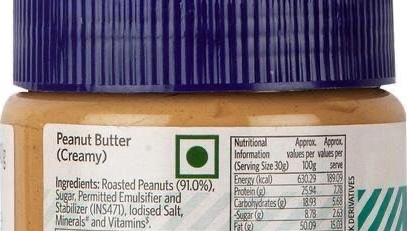 Peanut Butter
(Creamy)
Ingredients: Roasted Peanuts (91.0%),
Sugar, Permitted Emulsifier and
Stabilizer (INS471), Iodised Salt,
Minerals# and Vitamins$.
Nutritional Approx. Approx.
Information values per values per
(Serving Size 30g) 100g serve
Energy (kcal) 630.29 189.09
Protein (g) 25.94 7.78
Carbohydrates (g) 18.93 5.68
-Sugar (g) 8.78 2.63
Fat (g) 50.09 15.03
DERIVATIVES